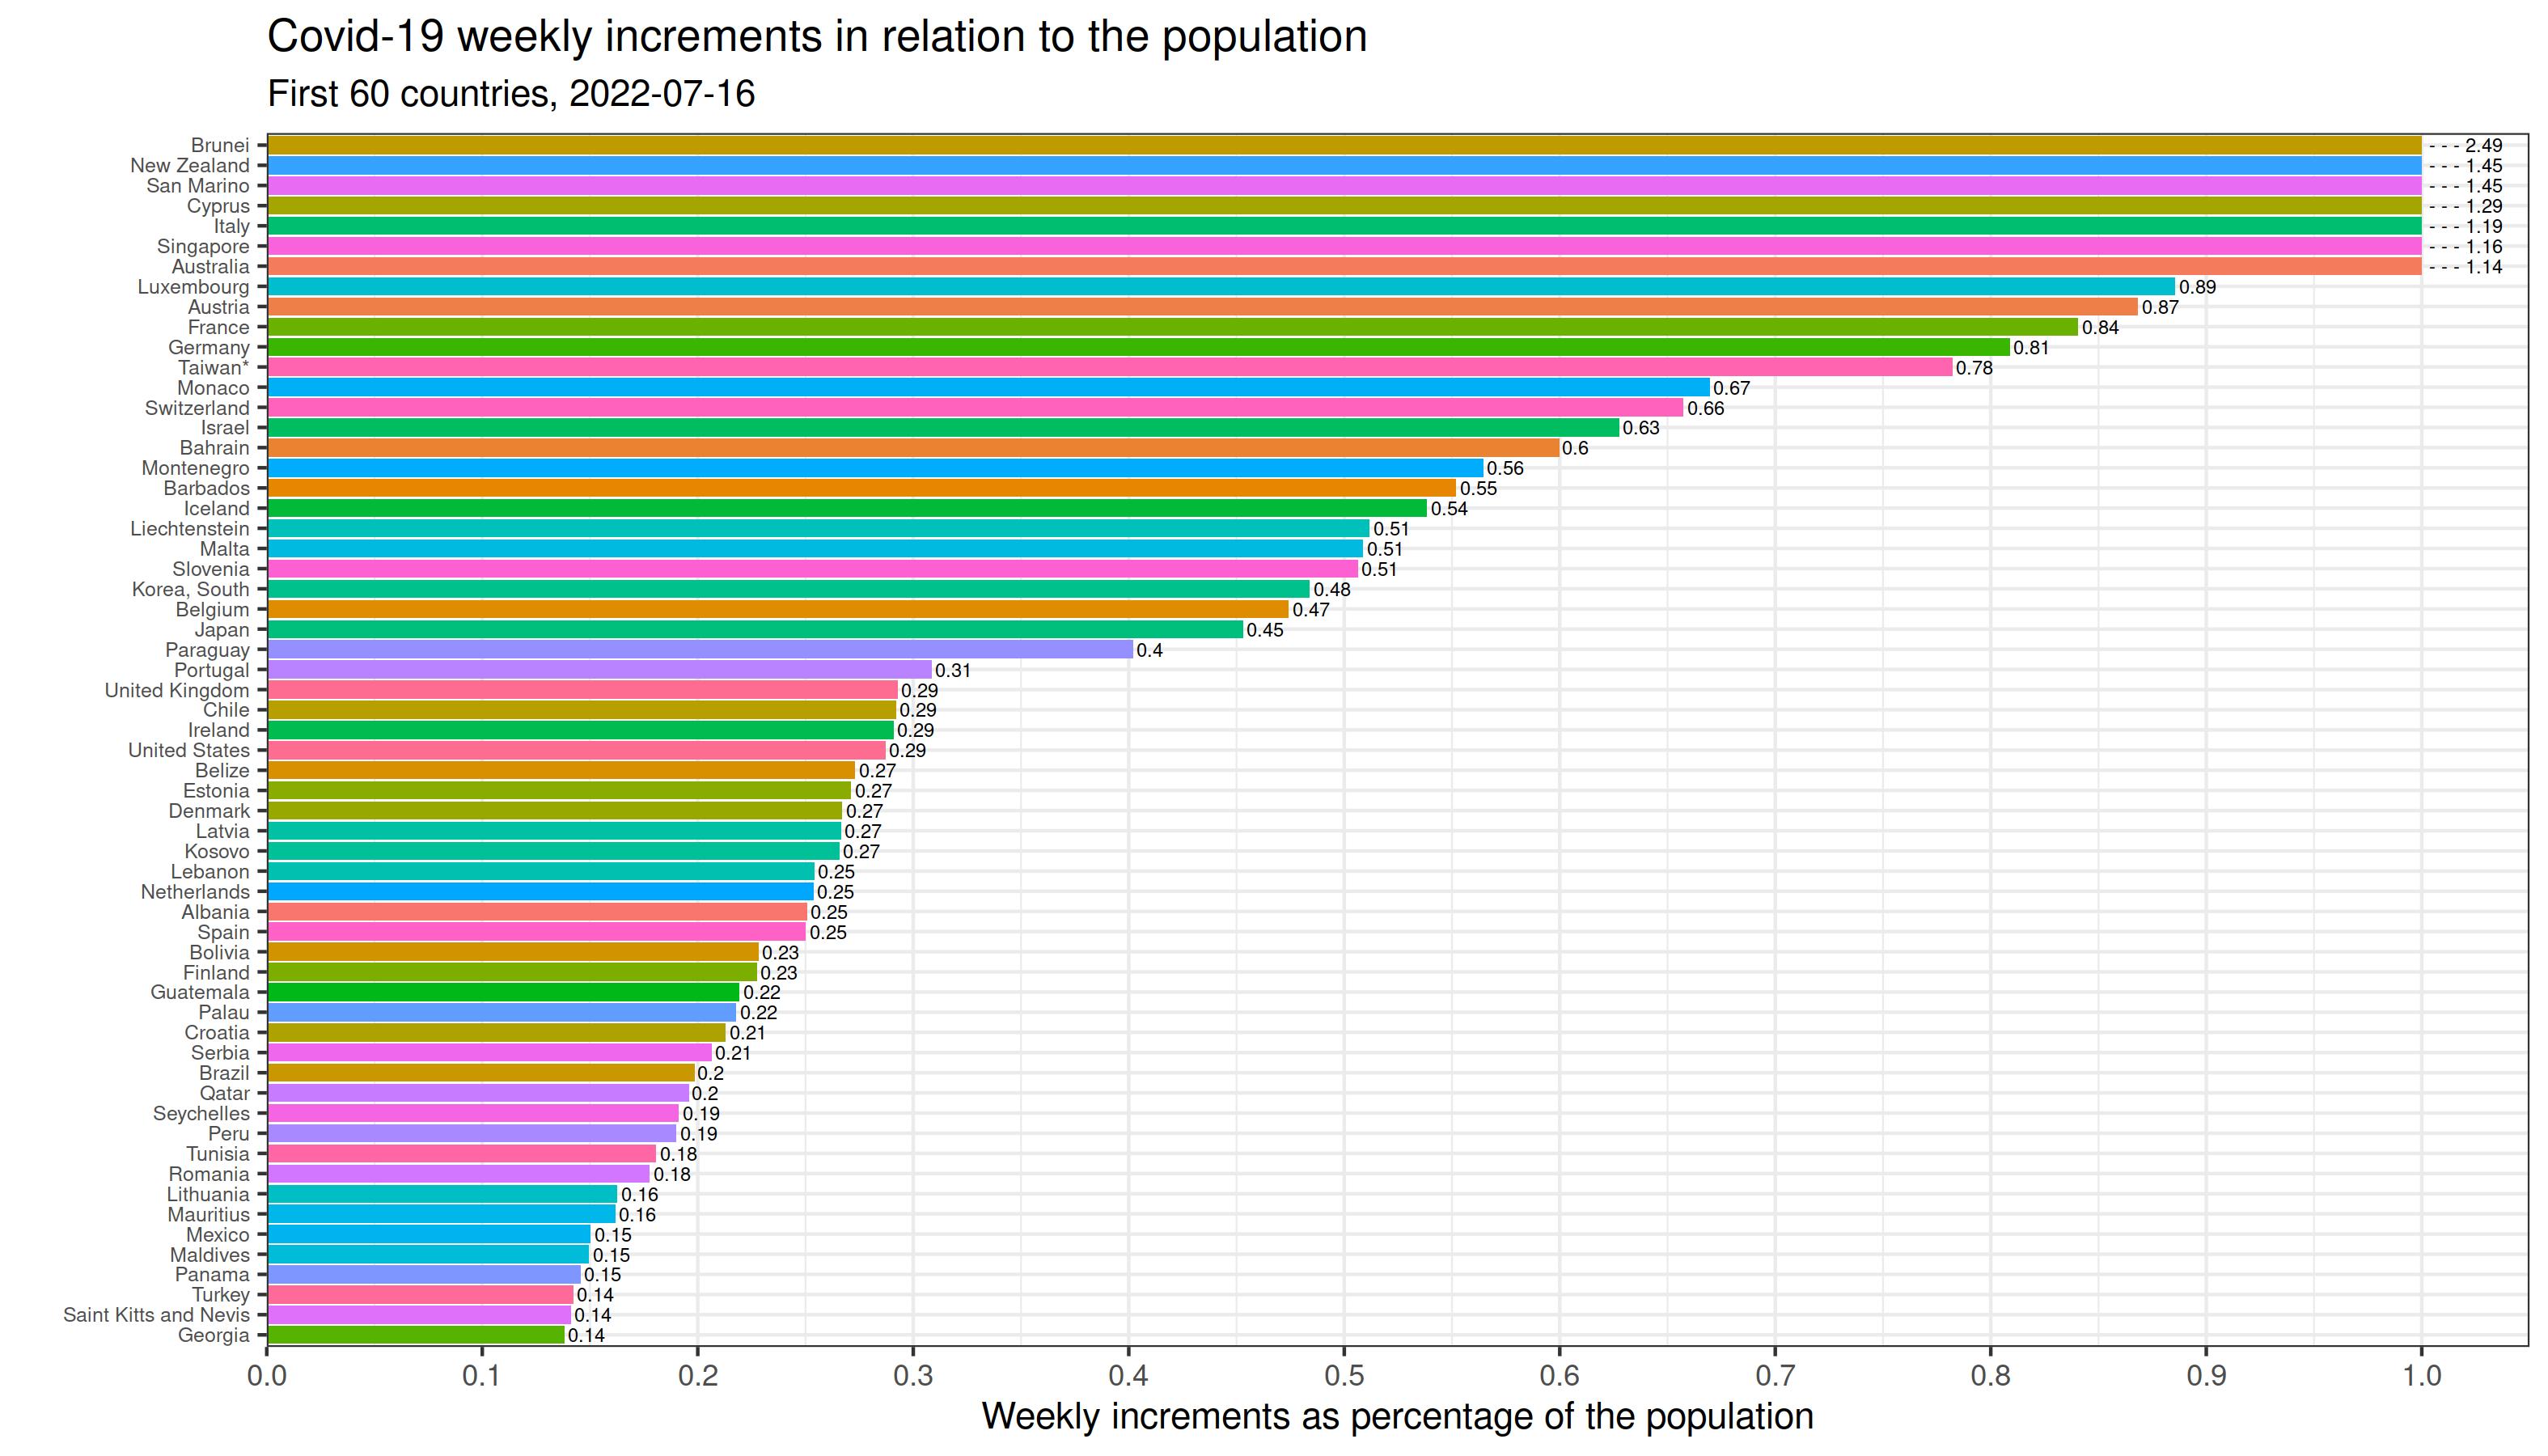 Covid-19 weekly increments in relation to the population
First 60 countries, 2022-07-16
Brunei - - - 2.49
New Zealand - - - 1.45
San Marino - - - 1.45
Cyprus - - - 1.29
Italy - - - 1.19
Singapore - - - 1.16
Australia - - - 1.14
Luxembourg 0.89
Austria 0.87
France 0.84
Germany 0.81
Taiwan* 0.78
Monaco 0.67
Switzerland 0.66
Israel 0.63
Bahrain 0.6
Montenegro 0.56
Barbados 0.55
Iceland 0.54
Liechtenstein 0.51
Malta 0.51
Slovenia 0.51
Korea, South 0.48
Belgium 0.47
Japan 0.45
Paraguay 0.4
Portugal 0.31
United Kingdom 0.29
Chile 0.29
Ireland 0.29
United States 0.29
Belize 0.27
Estonia 0.27
Denmark 0.27
Latvia 0.27
Kosovo 0.27
Lebanon 0.25
Netherlands 0.25
Albania 0.25
Spain 0.25
Bolivia 0.23
Finland 0.23
Guatemala 0.22
Palau 0.22
Croatia 0.21
Serbia 0.21
Brazil 0.2
Qatar 0.2
Seychelles 0.19
Peru 0.19
Tunisia 0.18
Romania 0.18
Lithuania 0.16
Mauritius 0.16
Mexico 0.15
Maldives 0.15
Panama 0.15
Turkey 0.14
Saint Kitts and Nevis 0.14
Georgia 0.14
0.0 0.1 0.2 0.3 0.4 0.5 0.6 0.7 0.8 0.9 1.0
Weekly increments as percentage of the population